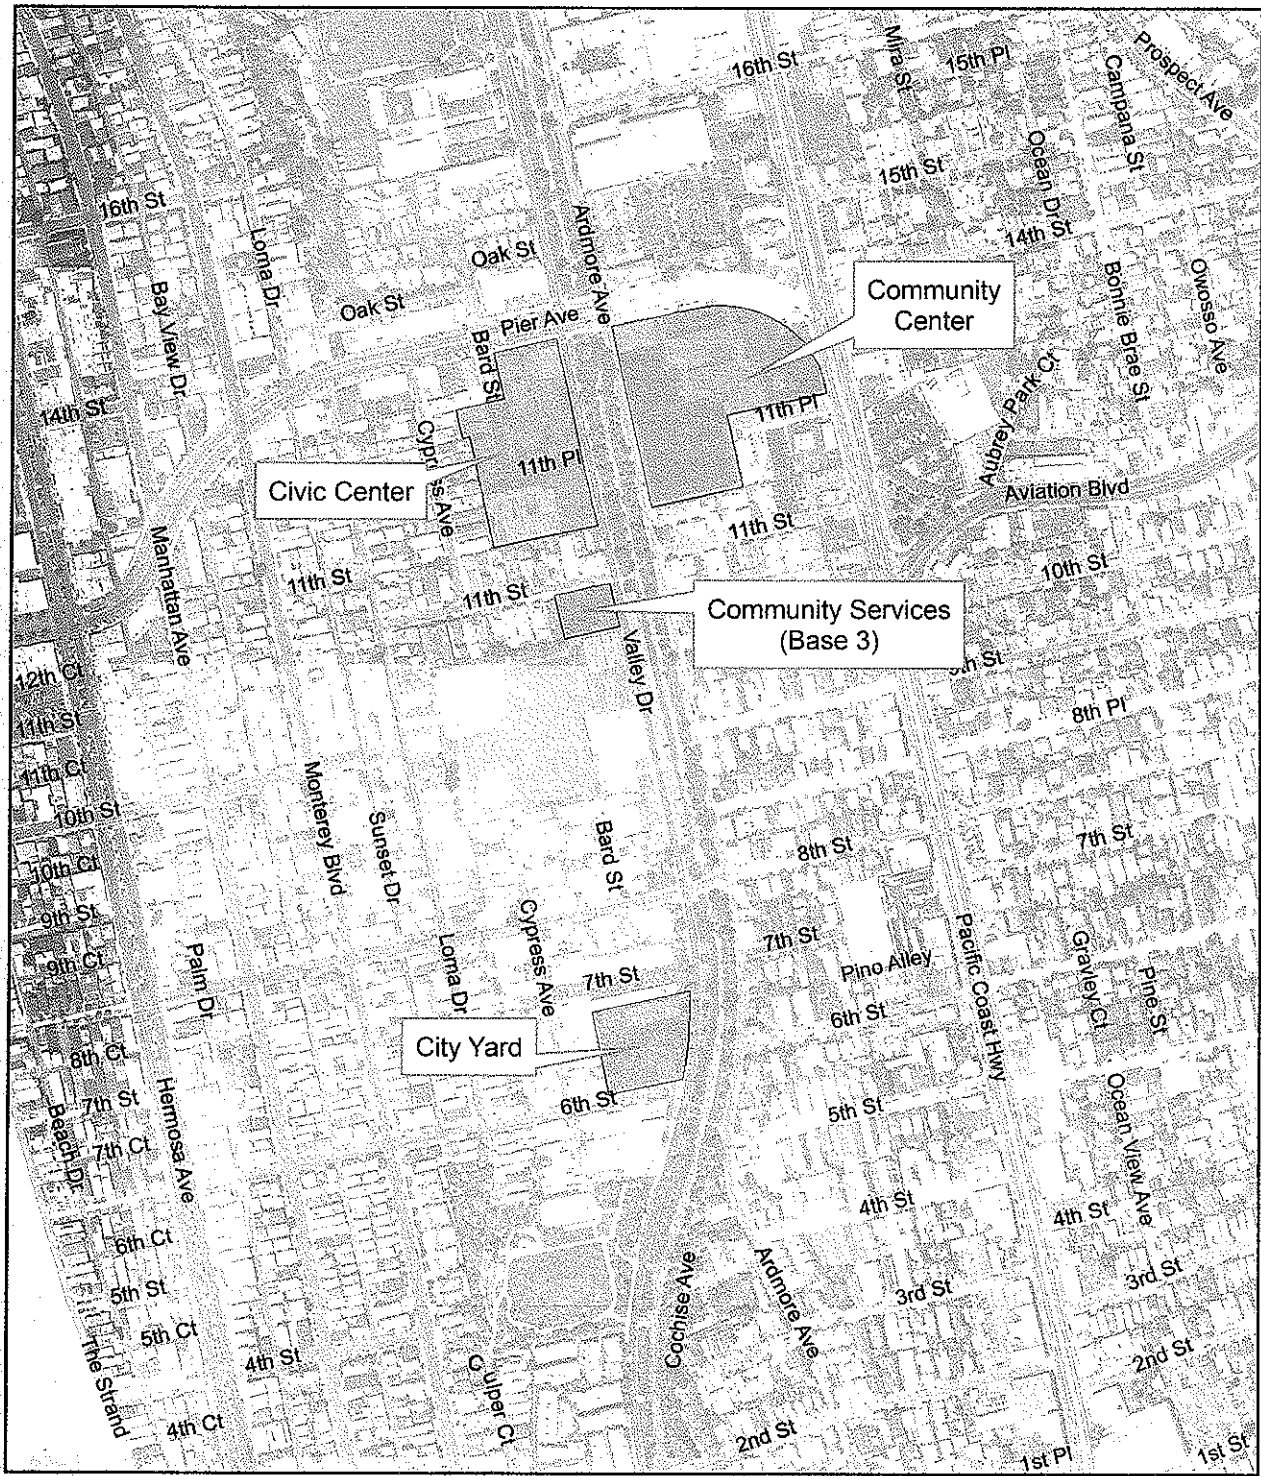 Prospect Ave
Mira St
15th Pl
16th St
Campana St
Ocean Dr
15th St
16th St
Ardmore Ave
14th St
Loma Dr
Oak St
Bonnie Brae St
Owosso Ave
Bay View Dr
Oak St
Community
Center
Pier Ave
Bard St
14th St
11th Pl
Aubrey Park Ct
Cypress Ave
11th Pl
Civic Center
Aviation Blvd
11th St
Manhattan Ave
10th St
11th St
11th St
Community Services
(Base 3)
Valley Dr
9th St
12th Ct
8th Pl
11th St
11th Ct
Monterey Blvd
10th St
Sunset Dr
Bard St
8th St
7th St
10th Ct
9th St
Cypress Ave
7th St
Pacific Coast Hwy
9th Ct
Palm Dr
Loma Dr
7th St
Pino Alley
Gravley Ct
Pine St
6th St
City Yard
8th Ct
7th St
6th St
5th St
Ocean View Ave
Beach Dr
7th Ct
Hermosa Ave
4th St
4th St
6th Ct
5th St
Cochise Ave
Ardmore Ave
3rd St
3rd St
5th Ct
The Strand
4th St
Culper Ct
2nd St
4th Ct
2nd St
1st Pl
1st St